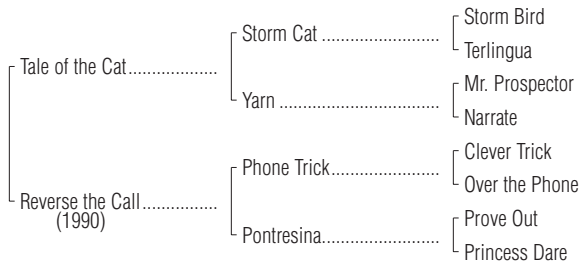 Storm Bird
Storm Cat ..........................
Terlingua
Tale of the Cat....................
Mr. Prospector
Yarn ...................................
Narrate
Clever Trick
Phone Trick........................
Over the Phone
Reverse the Call.................
(1990)
Prove Out
Pontresina..........................
Princess Dare